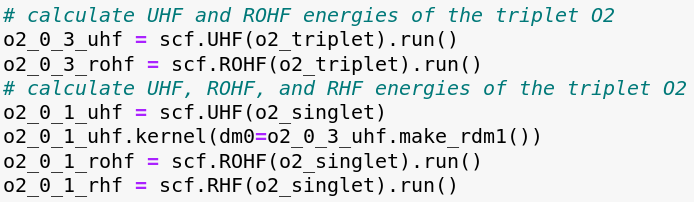 # calculate UHF and ROHF energies of the triplet O2
o2_0_3_uhf = scf.UHF(o2_triplet).run()
o2_0_3_rohf = scf.ROHF(o2_triplet).run()
# calculate UHF, ROHF, and RHF energies of the triplet O2
o2_0_1_uhf = scf.UHF(o2_singlet)
o2_0_1_uhf.kernel(dm0=o2_0_3_uhf.make_rdm1())
o2_0_1_rohf = scf.ROHF(o2_singlet).run()
o2_0_1_rhf = scf.RHF(o2_singlet).run()